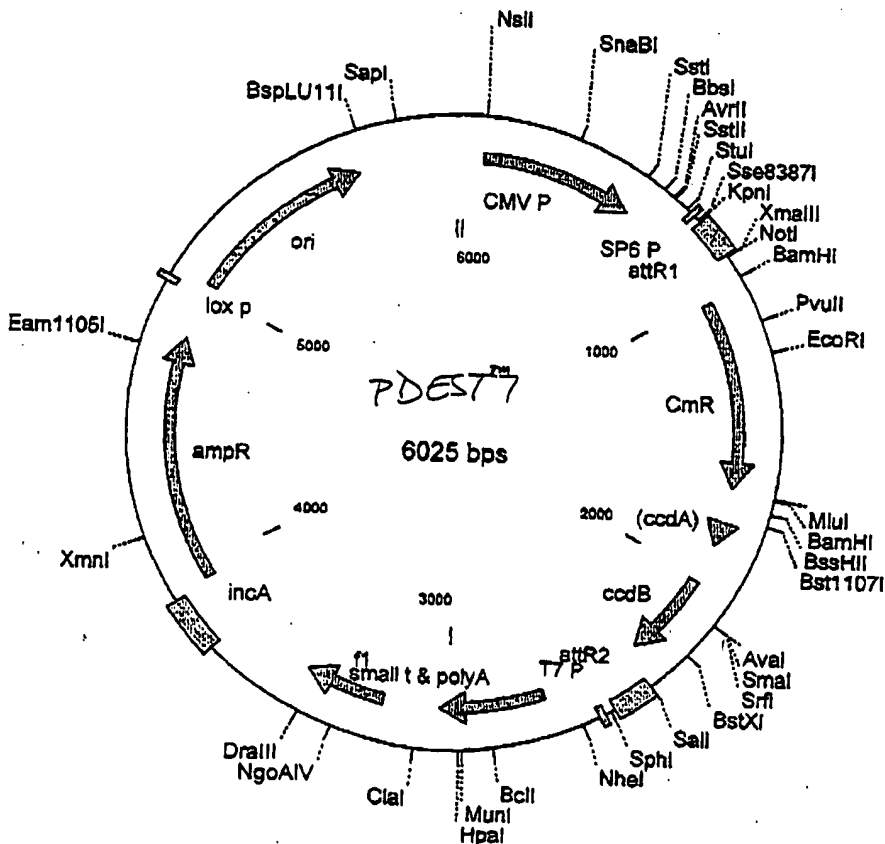 NsiI
SnaBI
SapI
BspLU11I
SstI
BbsI
AvrII
SstII
StuI
Sse8387I
KpnI
XmaIII
NotI
BamHI
PvuII
EcoRI
CMV P
SP6 P
attR1
ori
lox p
Eam1105I
6000
5000
1000
pDEST™7
6025 bps
CmR
ampR
4000
2000
3000
(ccdA)
MluI
BamHI
BssHII
Bst1107I
XmnI
incA
ccdB
attR2
T7 P
f1
small t & polyA
AvaI
SmaI
SrfI
BstXI
SalI
SphI
NheI
DraIII
NgoAIV
ClaI
BclI
MunI
HpaI